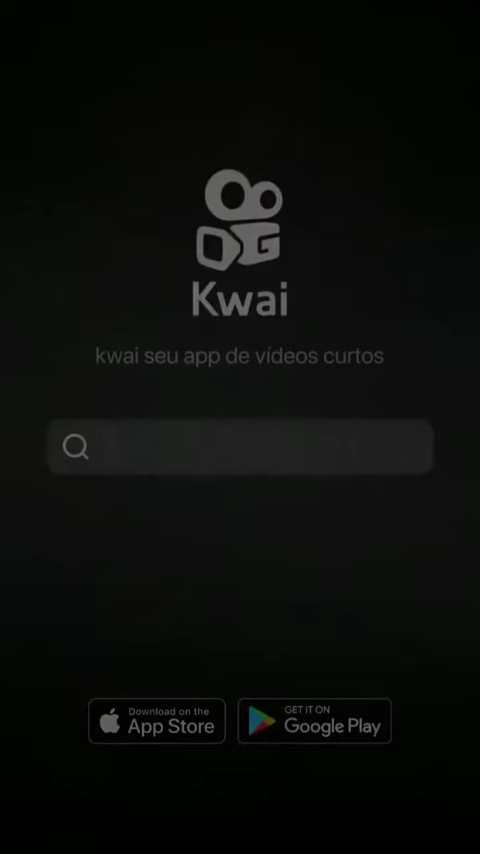 Kwai
kwai seu app de vídeos curtos
Download on the
App Store
GET IT ON
Google Play